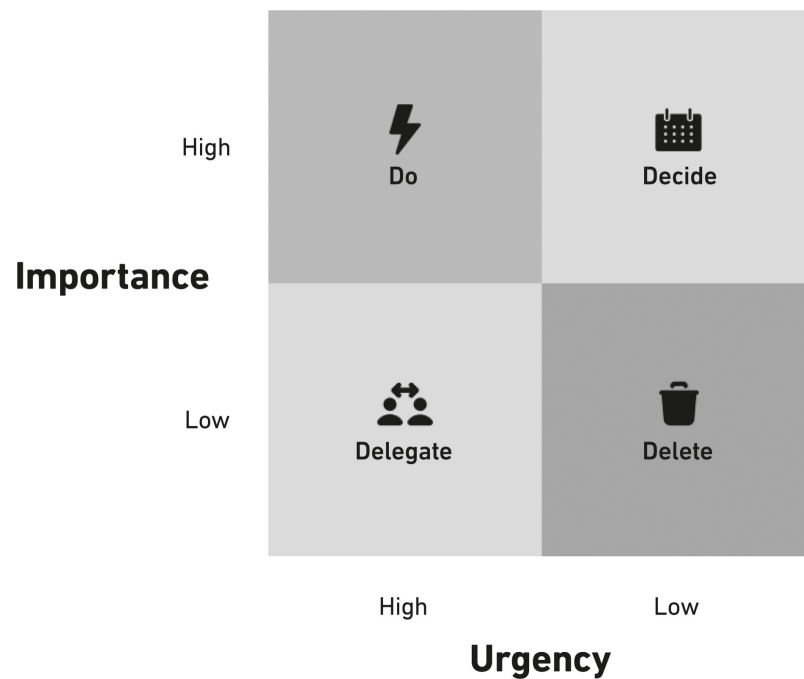 High
Do
Decide
Importance
Low
Delegate
Delete
High
Low
Urgency